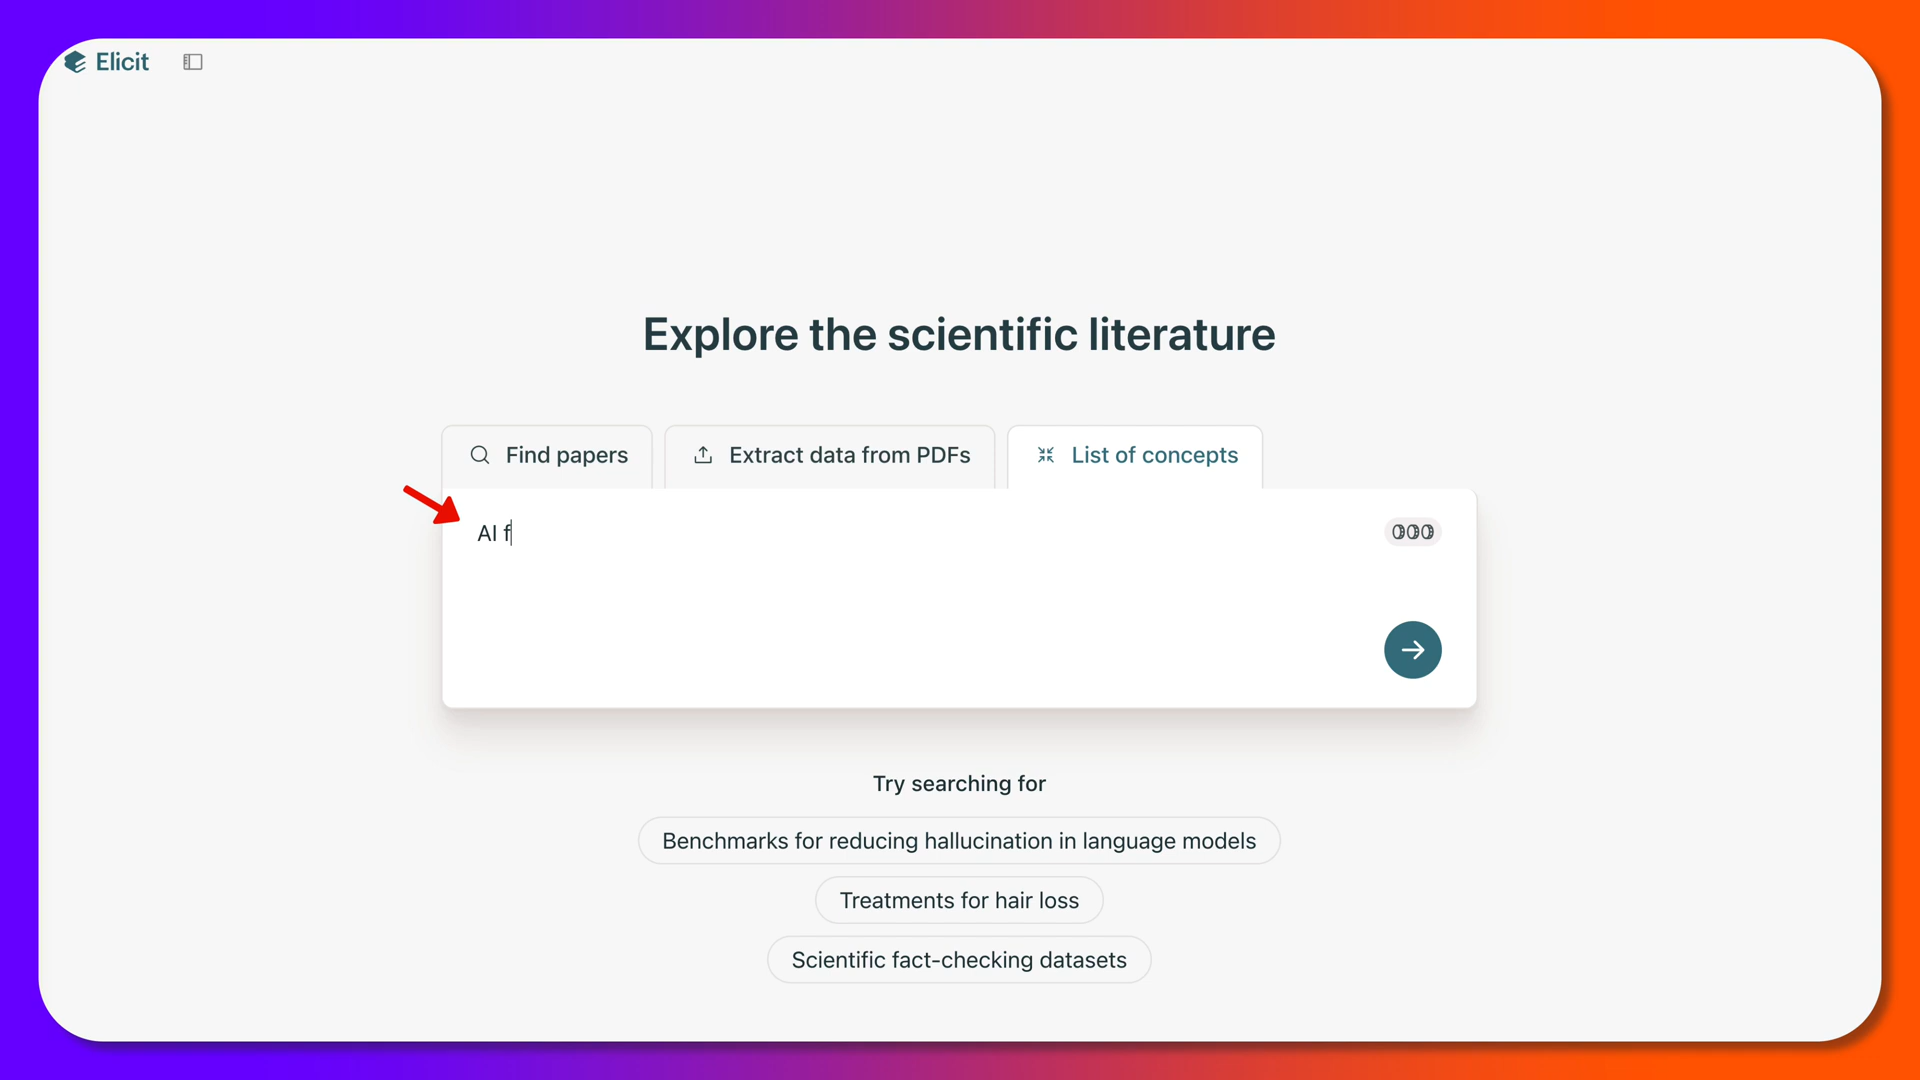 Elicit
Explore the scientific literature
Find papers
Extract data from PDFs
List of concepts
AI f
Try searching for
Benchmarks for reducing hallucination in language models
Treatments for hair loss
Scientific fact-checking datasets